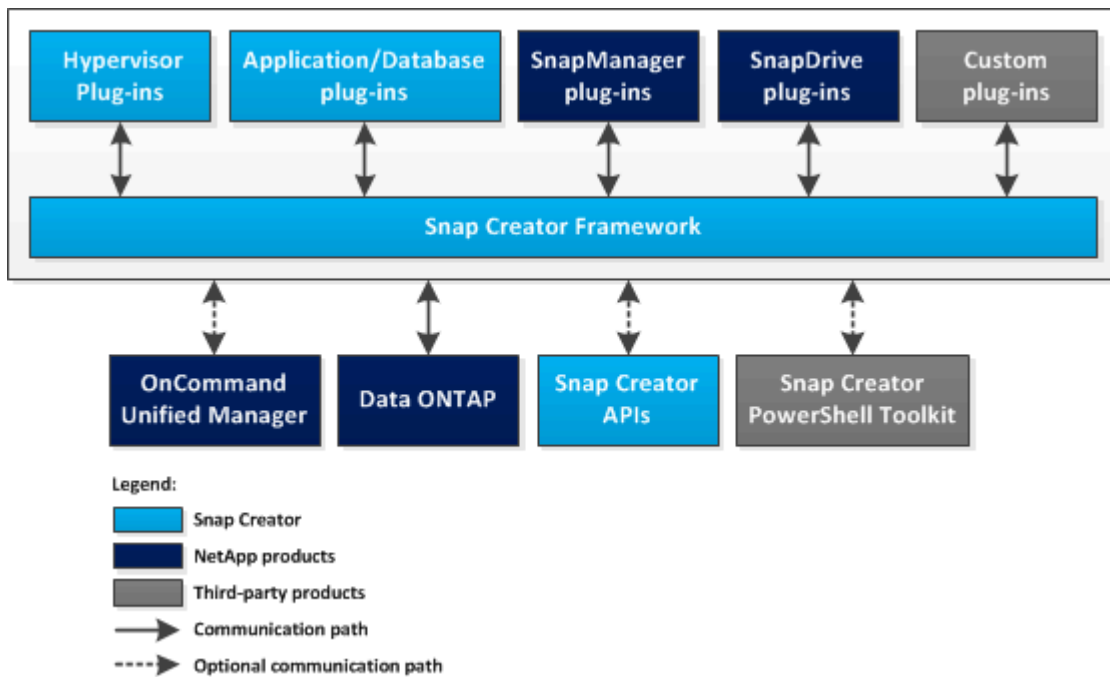 Hypervisor
Plug-ins
Application/Database
plug-ins
SnapManager
plug-ins
SnapDrive
plug-ins
Custom
plug-ins
Snap Creator Framework
OnCommand
Unified Manager
Data ONTAP
Snap Creator
APIs
Snap Creator
PowerShell Toolkit
Legend:
Snap Creator
NetApp products
Third-party products
Communication path
Optional communication path